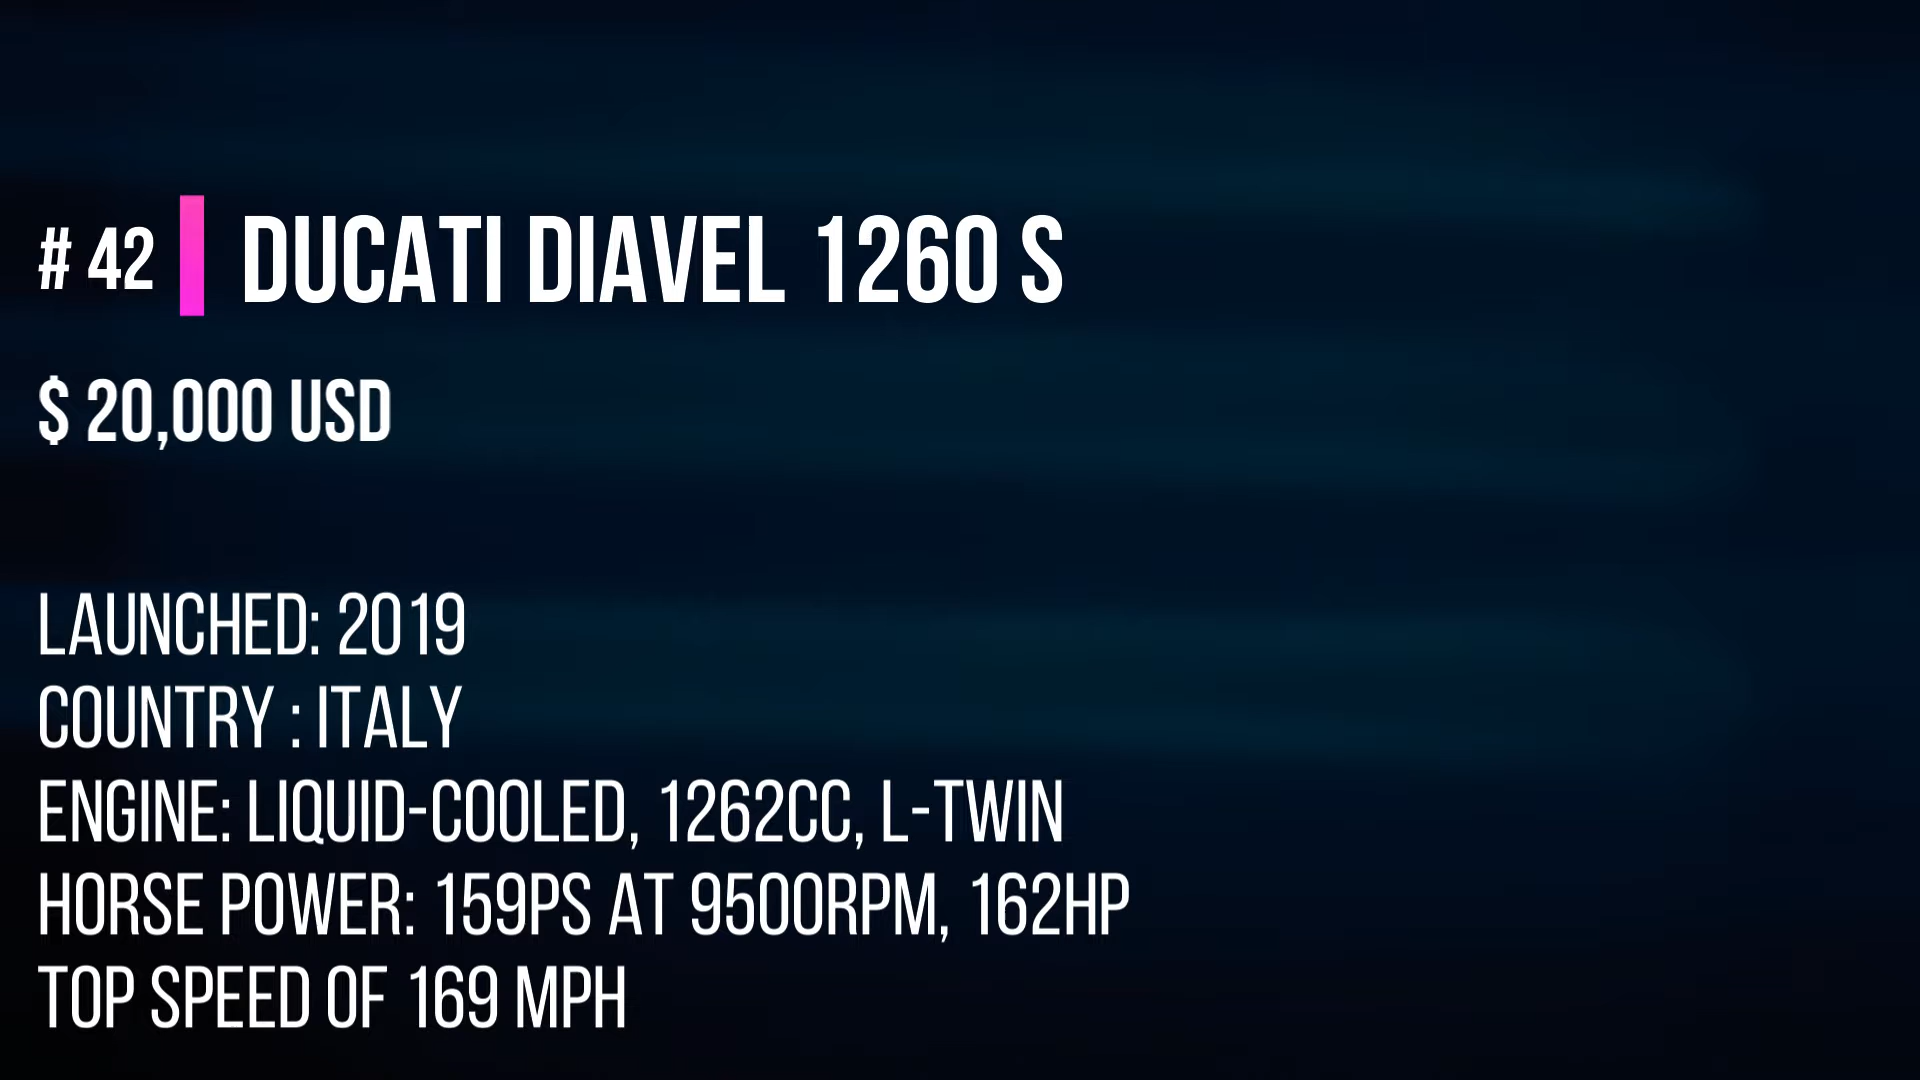 # 42 DUCATI DIAVEL 1260 S
$ 20,000 USD
LAUNCHED: 2019
COUNTRY : ITALY
ENGINE: LIQUID-COOLED, 1262CC, L-TWIN
HORSE POWER: 159PS AT 9500RPM, 162HP
TOP SPEED OF 169 MPH